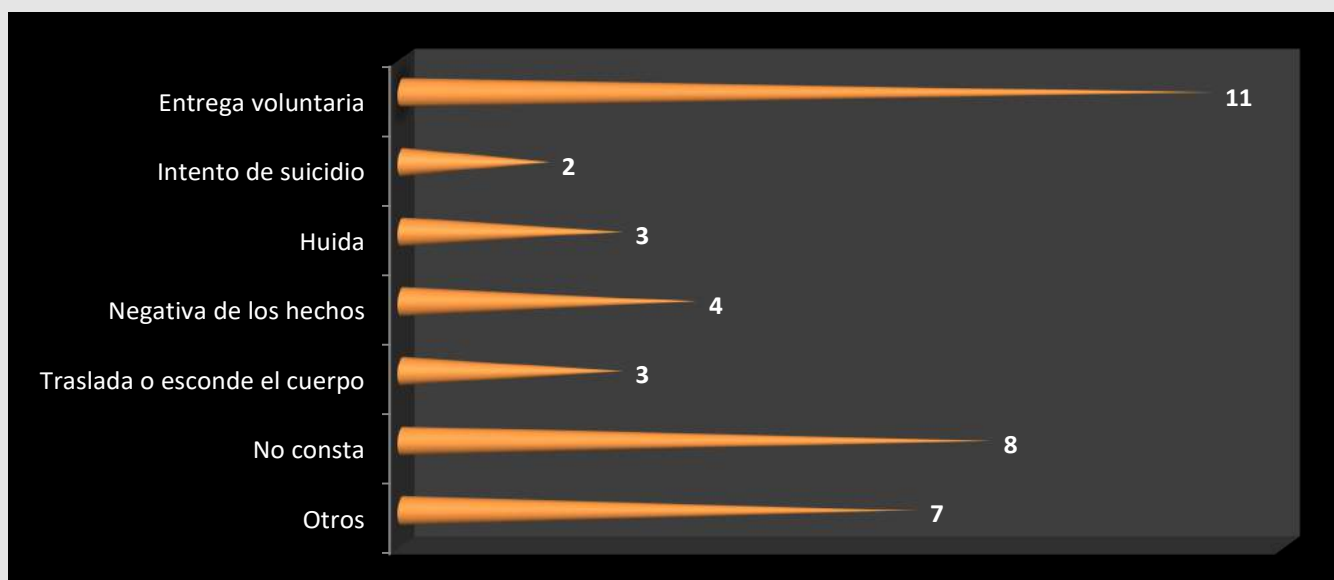 Entrega voluntaria 11
Intento de suicidio 2
Huida 3
Negativa de los hechos 4
Traslada o esconde el cuerpo 3
No consta 8
Otros 7